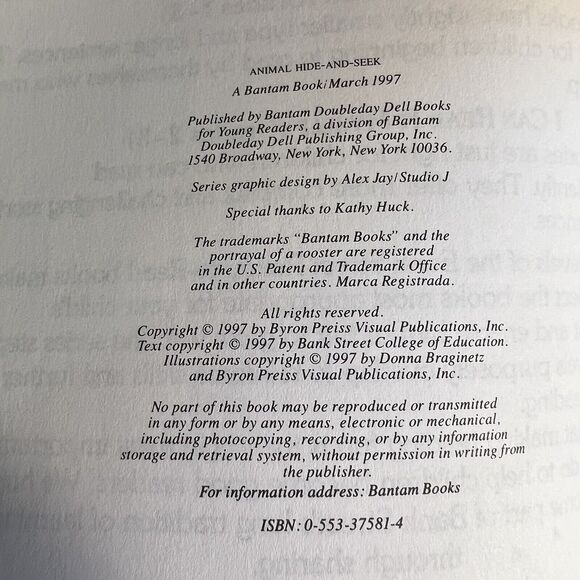 ANIMAL HIDE-AND-SEEK
A Bantam Book/March 1997
Published by Bantam Doubleday Dell Books
for Young Readers, a division of Bantam
Doubleday Dell Publishing Group, Inc.
1540 Broadway, New York, New York 10036.
Series graphic design by Alex Jay/Studio J
Special thanks to Kathy Huck.
The trademarks "Bantam Books" and the
portrayal of a rooster are registered
in the U.S. Patent and Trademark Office
and in other countries. Marca Registrada.
All rights reserved.
Copyright © 1997 by Byron Preiss Visual Publications, Inc.
Text copyright © 1997 by Bank Street College of Education.
Illustrations copyright © 1997 by Donna Braginetz
and Byron Preiss Visual Publications, Inc.
No part of this book may be reproduced or transmitted
in any form or by any means, electronic or mechanical,
including photocopying, recording, or by any information
storage and retrieval system, without permission in writing from
the publisher.
For information address: Bantam Books
ISBN: 0-553-37581-4